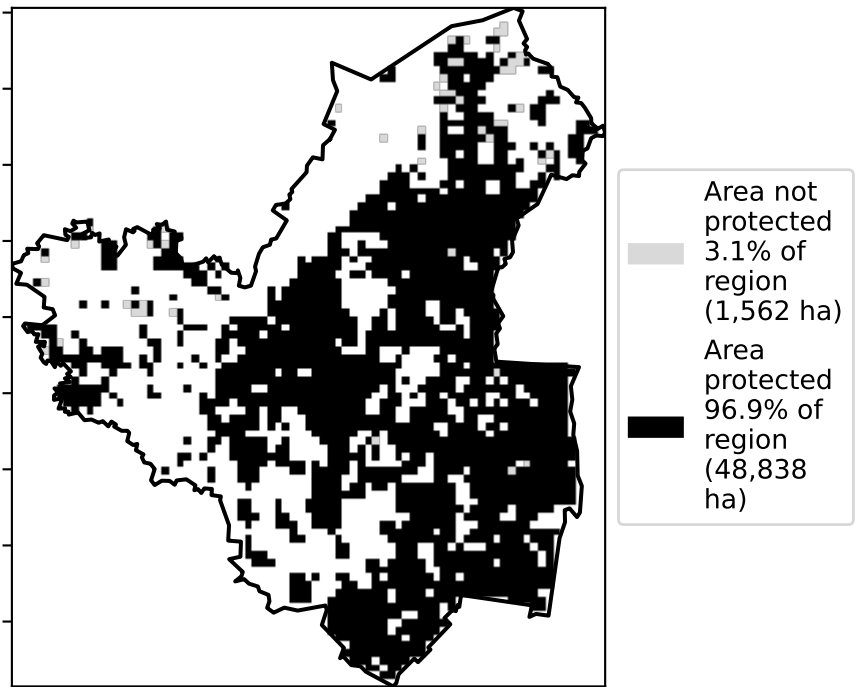 Area not
protected
3.1% of
region
(1,562 ha)
Area
protected
96.9% of
region
(48,838
ha)